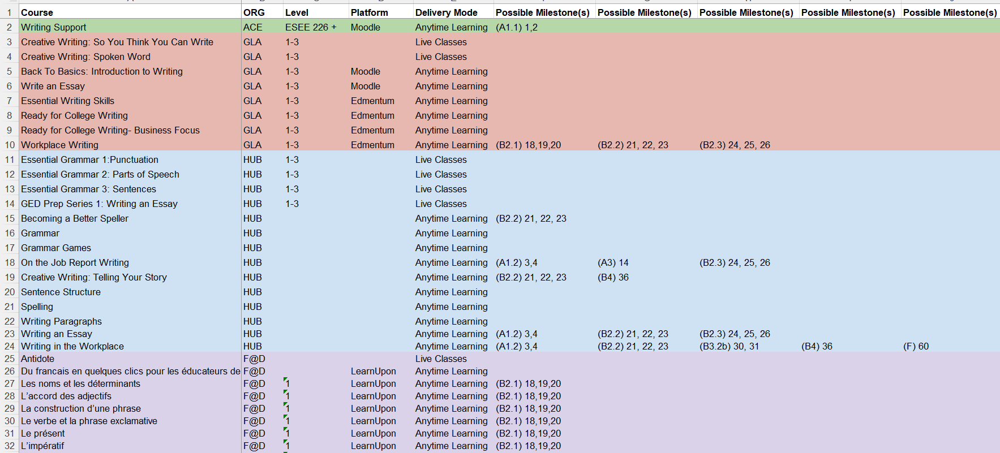 1 Course ORG Level Platform Delivery Mode Possible Milestone(s) Possible Milestone(s) Possible Milestone(s) Possible Milestone(s) Possible Milestone(s)
2 Writing Support ACE ESEE 226 + Moodle Anytime Learning (A1.1) 1,2
3 Creative Writing: So You Think You Can Write GLA 1-3 Live Classes
4 Creative Writing: Spoken Word GLA 1-3 Live Classes
5 Back To Basics: Introduction to Writing GLA 1-3 Moodle Anytime Learning
6 Write an Essay GLA 1-3 Moodle Anytime Learning
7 Essential Writing Skills GLA 1-3 Edmentum Anytime Learning
8 Ready for College Writing GLA 1-3 Edmentum Anytime Learning
9 Ready for College Writing- Business Focus GLA 1-3 Edmentum Anytime Learning
10 Workplace Writing GLA 1-3 Edmentum Anytime Learning (B2.1) 18,19,20 (B2.2) 21, 22, 23 (B2.3) 24, 25, 26
11 Essential Grammar 1:Punctuation HUB 1-3 Live Classes
12 Essential Grammar 2: Parts of Speech HUB 1-3 Live Classes
13 Essential Grammar 3: Sentences HUB 1-3 Live Classes
14 GED Prep Series 1: Writing an Essay HUB 1-3 Live Classes
15 Becoming a Better Speller HUB Anytime Learning (B2.2) 21, 22, 23
16 Grammar HUB Anytime Learning
17 Grammar Games HUB Anytime Learning
18 On the Job Report Writing HUB Anytime Learning (A1.2) 3,4 (A3) 14 (B2.3) 24, 25, 26
19 Creative Writing: Telling Your Story HUB Anytime Learning (B2.2) 21, 22, 23 (B4) 36
20 Sentence Structure HUB Anytime Learning
21 Spelling HUB Anytime Learning
22 Writing Paragraphs HUB Anytime Learning
23 Writing an Essay HUB Anytime Learning (A1.2) 3,4 (B2.2) 21, 22, 23 (B2.3) 24, 25, 26
24 Writing in the Workplace HUB Anytime Learning (A1.2) 3,4 (B2.2) 21, 22, 23 (B3.2b) 30, 31 (B4) 36 (F) 60
25 Antidote F@D Live Classes
26 Du francais en quelques clics pour les éducateurs de F@D LearnUpon Anytime Learning
27 Les noms et les déterminants F@D 1 LearnUpon Anytime Learning (B2.1) 18,19,20
28 L’accord des adjectifs F@D 1 LearnUpon Anytime Learning (B2.1) 18,19,20
29 La construction d’une phrase F@D 1 LearnUpon Anytime Learning (B2.1) 18,19,20
30 Le verbe et la phrase exclamative F@D 1 LearnUpon Anytime Learning (B2.1) 18,19,20
31 Le présent F@D 1 LearnUpon Anytime Learning (B2.1) 18,19,20
32 L’impératif F@D 1 LearnUpon Anytime Learning (B2.1) 18,19,20